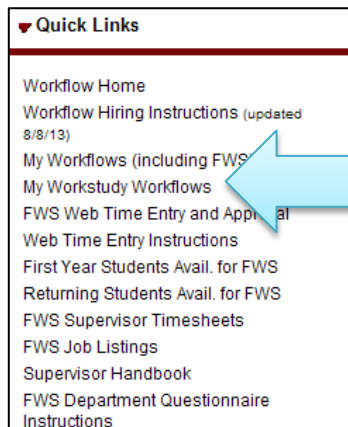 Quick Links
Workflow Home
Workflow Hiring Instructions (updated
8/8/13)
My Workflows (including FWS
My Workstudy Workflows
FWS Web Time Entry and App al
Web Time Entry Instructions
First Year Students Avail. for FWS
Returning Students Avail. for FWS
FWS Supervisor Timesheets
FWS Job Listings
Supervisor Handbook
FWS Department Questionnaire
Instructions